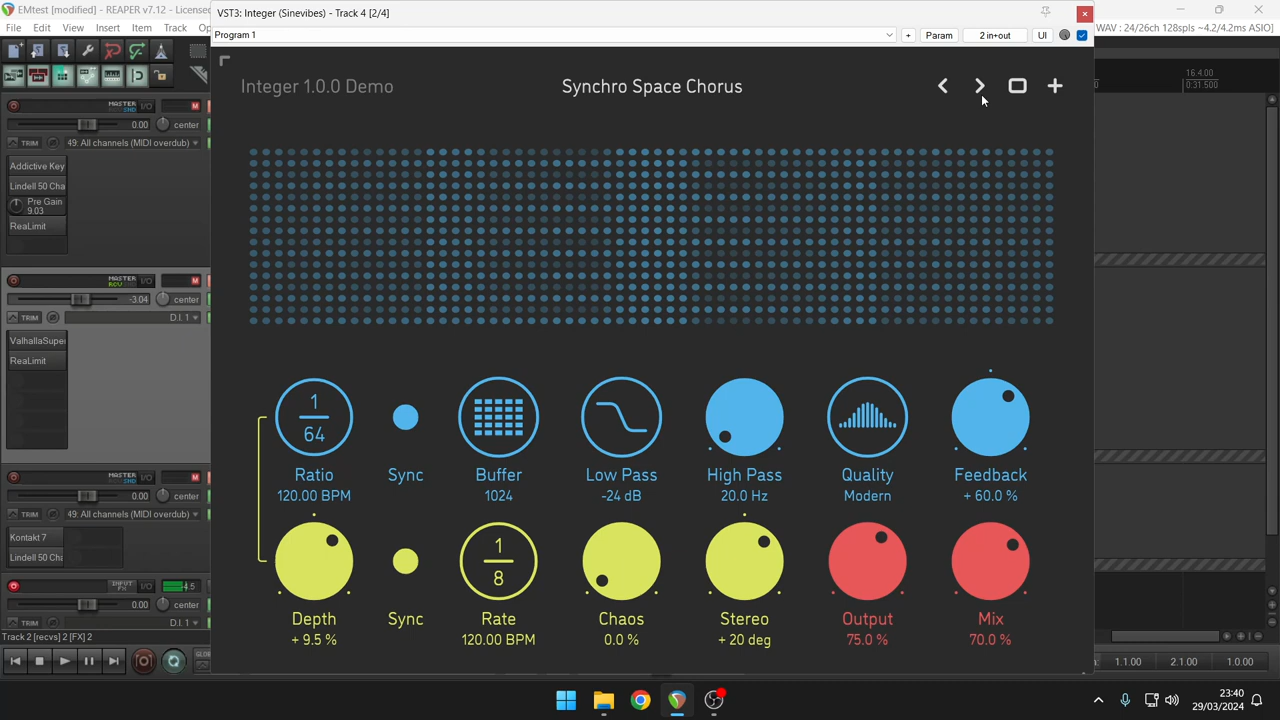 EMtest [modified] - REAPER v7.12 - License
VST3: Integer (Sinevibes) - Track 4 [2/4]
File Edit View Insert Item Track
Program 1
+ Param 2 in+out UI
WAV : 24/26ch 128spls ~4.2/4.2ms ASIO]
16.4.00
0:31.500
MASTER I/O M
0.00 center
TRIM 49: All channels (MIDI overdub)
Addictive Key
Lindell 50 Cha
Pre Gain
9.03
ReaLimit
MASTER I/O M
-3.04 center
TRIM D.I. 1
ValhallaSuper
ReaLimit
MASTER I/O M
0.00 center
TRIM 49: All channels (MIDI overdub)
Kontakt 7
Lindell 50 Cha
INPUT FX I/O
0.00 center
TRIM D.I. 1
Track 2 [recvs] 2 [FX] 2
Integer 1.0.0 Demo
Synchro Space Chorus
1
64
Ratio Sync Buffer Low Pass High Pass Quality Feedback
120.00 BPM 1024 -24 dB 20.0 Hz Modern + 60.0 %
1
8
Depth Sync Rate Chaos Stereo Output Mix
+ 9.5 % 120.00 BPM 0.0 % + 20 deg 75.0 % 70.0 %
1.1.00 2.1.00 1.0.00
23:40
29/03/2024